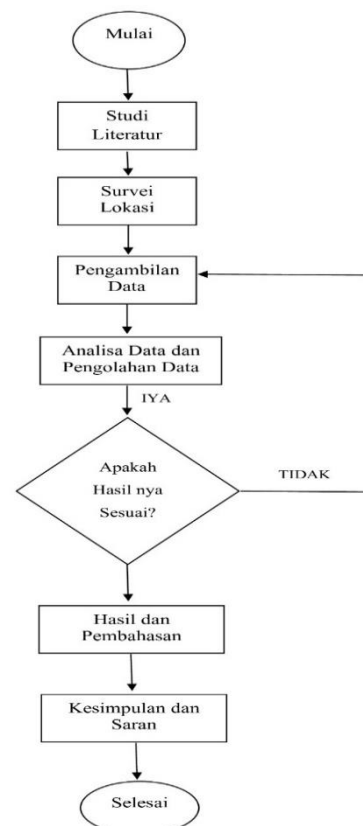 Mulai
Studi
Literatur
Survei
Lokasi
Pengambilan
Data
Analisa Data dan
Pengolahan Data
IYA
Apakah
Hasil nya
Sesuai?
TIDAK
Hasil dan
Pembahasan
Kesimpulan dan
Saran
Selesai